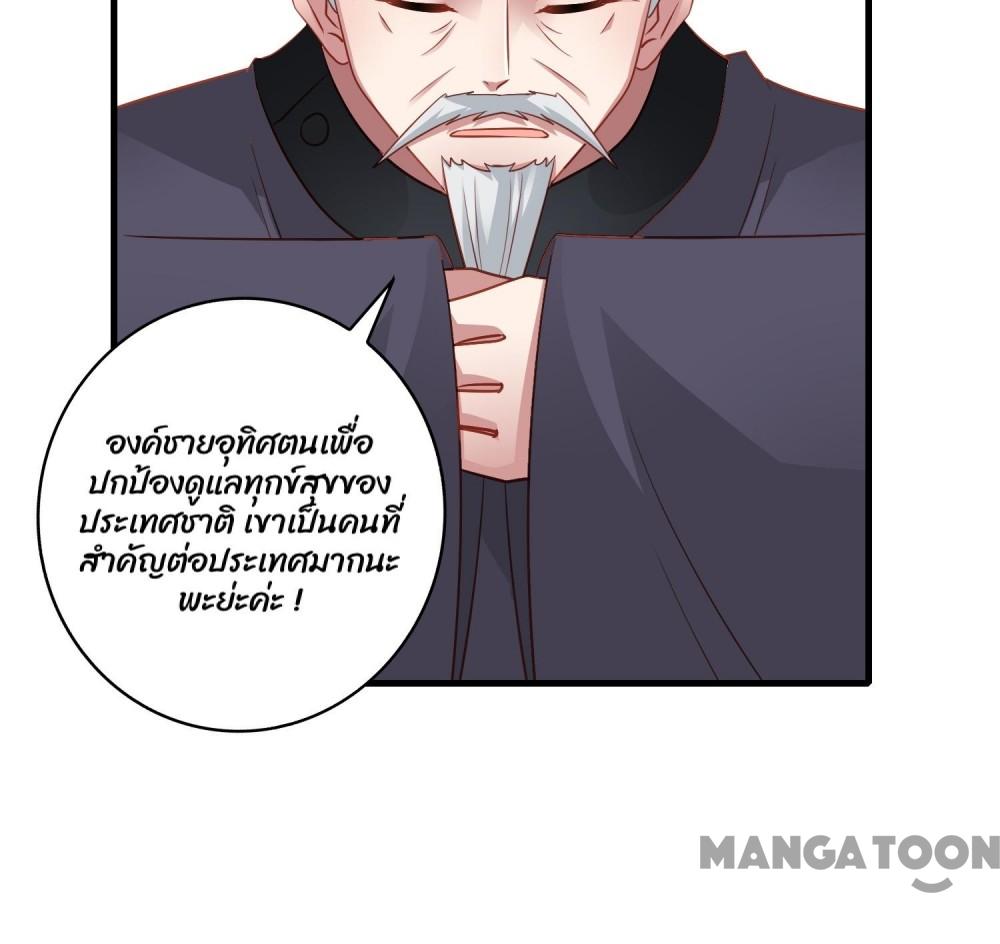 องค์ชายอุทิศตนเพื่อ
ปกป้องดูแลทุกข์สุขของ
ประเทศชาติ เขาเป็นคนที่
สำคัญต่อประเทศมากนะ
พะย่ะค่ะ !
MANGATOON